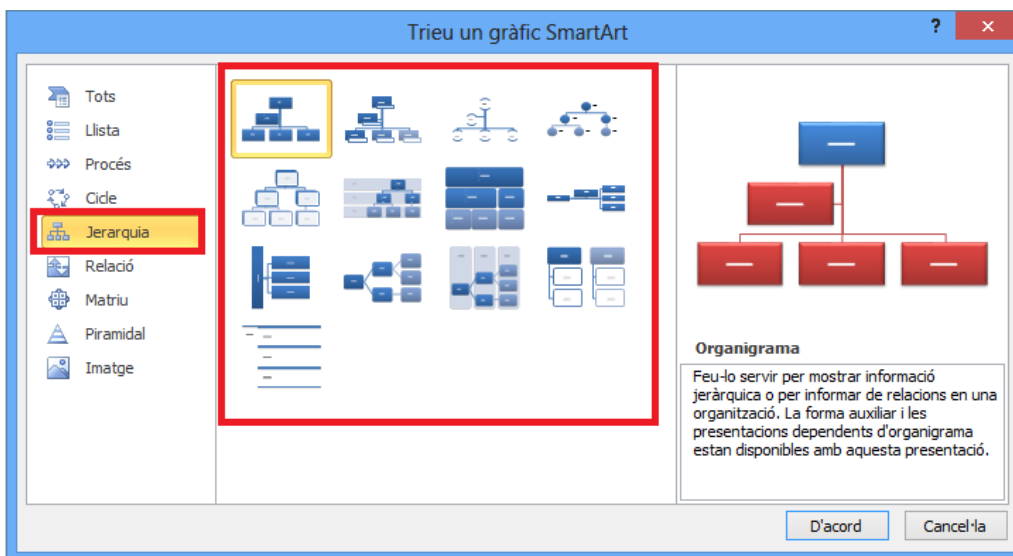 Trieu un gràfic SmartArt
?
Tots
Llista
Procés
Cicle
Jerarquia
Relació
Matriu
Piramidal
Imatge
Organigrama
Feu-lo servir per mostrar informació
jeràrquica o per informar de relacions en una
organització. La forma auxiliar i les
presentacions dependents d'organigrama
estan disponibles amb aquesta presentació.
D'acord
Cancel·la